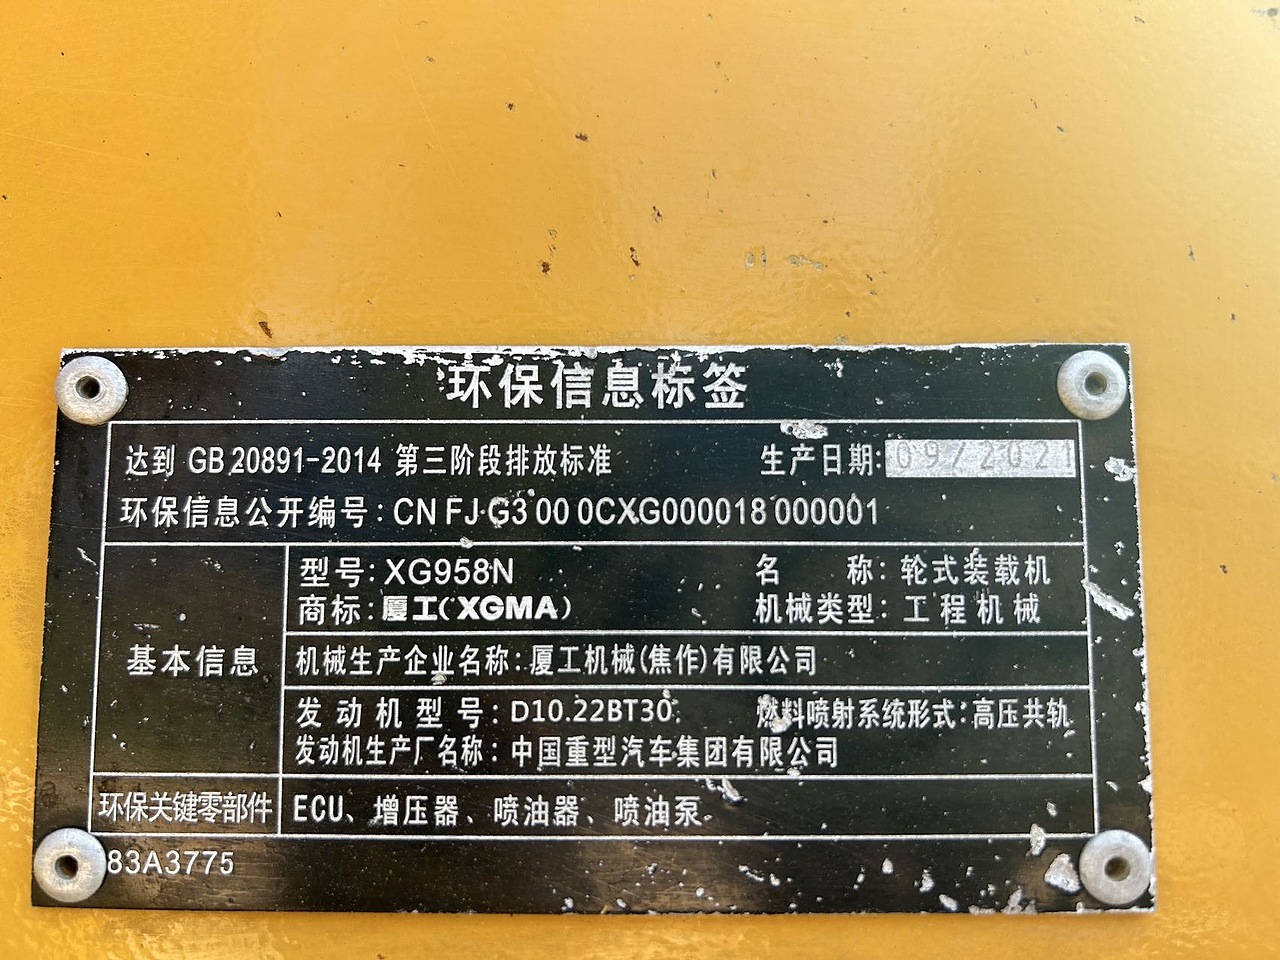 环保信息标签
达到 GB 20891-2014 第三阶段排放标准 生产日期: 09/2021
环保信息公开编号: CN FJ G3 00 0CXG000018 000001
基本信息
型号: XG958N 名 称: 轮式装载机
商标: 厦工(XGMA) 机械类型: 工程机械
机械生产企业名称: 厦工机械(焦作)有限公司
发动机型号: D10.22BT30 燃料喷射系统形式: 高压共轨
发动机生产厂名称: 中国重型汽车集团有限公司
环保关键零部件 ECU、增压器、喷油器、喷油泵
83A3775